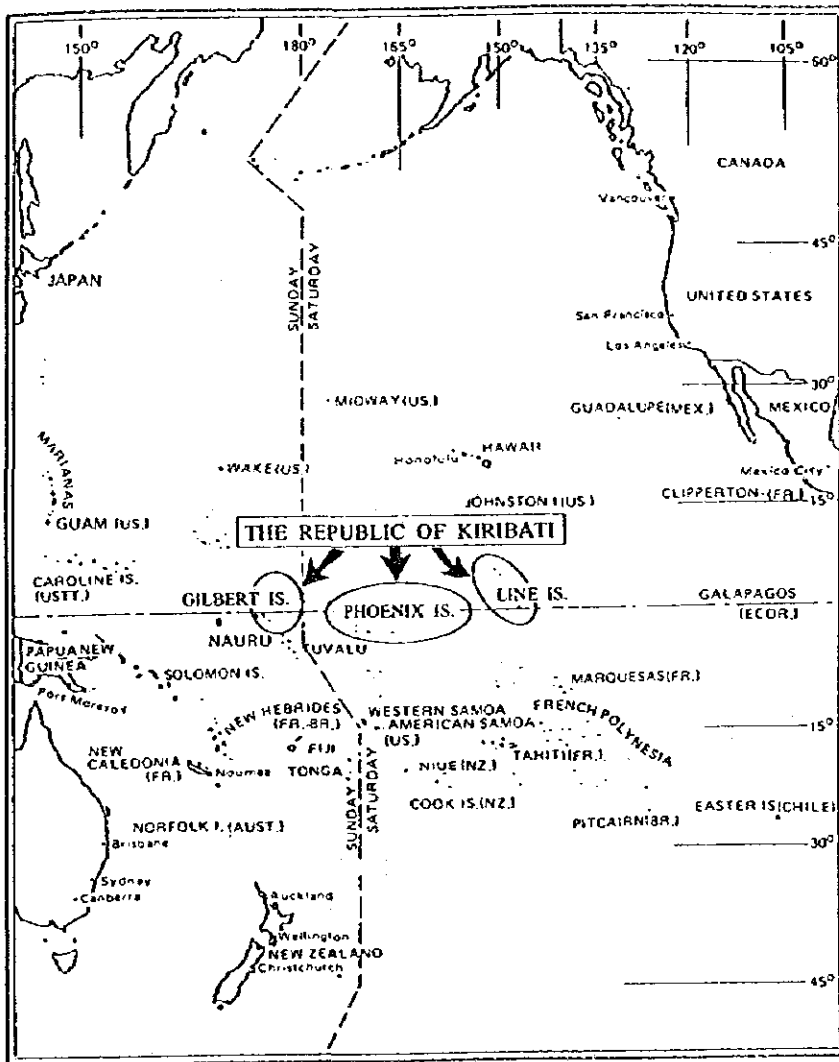 150°
180°
165°
150°
135°
120°
105°
60°
CANADA
Vancouver
45°
JAPAN
SUNDAY
SATURDAY
UNITED STATES
San Francisco
Los Angeles
30°
MIDWAY (US.)
GUADALUPE (MEX.)
MEXICO
MARIANAS
WAKE (US.)
Honolulu
HAWAII
Mexico City
CLIPPERTON (FR.)
15°
JOHNSTON I (US.)
GUAM (US.)
THE REPUBLIC OF KIRIBATI
CAROLINE IS.
(USTT.)
GILBERT IS.
PHOENIX IS.
LINE IS.
GALAPAGOS
(ECOR.)
NAURU
TUVALU
PAPUA NEW
GUINEA
SOLOMON IS.
Port Moresby
MARQUESAS (FR.)
NEW HEBRIDES
(FR.-BR.)
WESTERN SAMOA
AMERICAN SAMOA
(US.)
FRENCH POLYNESIA
15°
FIJI
TAHITI (FR.)
NEW
CALEDONIA
(FR.)
Noumea
TONGA
NIUE (NZ.)
COOK IS. (NZ.)
SUNDAY
SATURDAY
PITCAIRN (BR.)
EASTER IS (CHILE)
NORFOLK I. (AUST.)
Brisbane
30°
Sydney
Canberra
Auckland
Wellington
NEW ZEALAND
Christchurch
45°